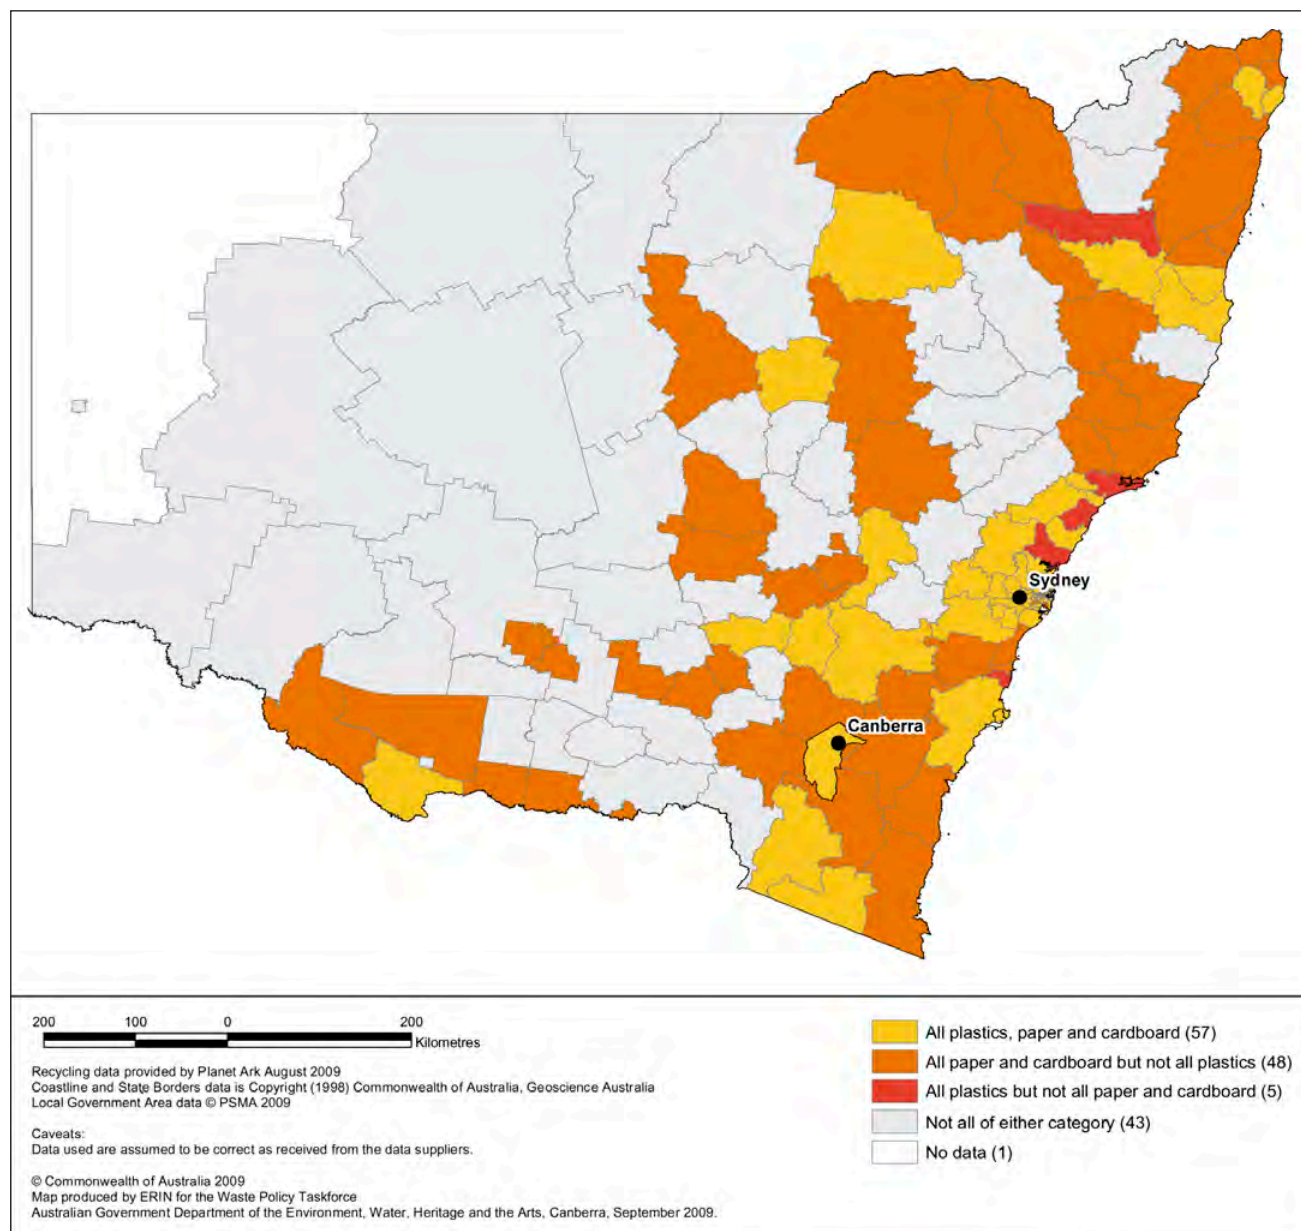 Sydney
Canberra
200 100 0 200
Kilometres
Recycling data provided by Planet Ark August 2009
Coastline and State Borders data is Copyright (1998) Commonwealth of Australia, Geoscience Australia
Local Government Area data © PSMA 2009
Caveats:
Data used are assumed to be correct as received from the data suppliers.
© Commonwealth of Australia 2009
Map produced by ERIN for the Waste Policy Taskforce
Australian Government Department of the Environment, Water, Heritage and the Arts, Canberra, September 2009.
All plastics, paper and cardboard (57)
All paper and cardboard but not all plastics (48)
All plastics but not all paper and cardboard (5)
Not all of either category (43)
No data (1)